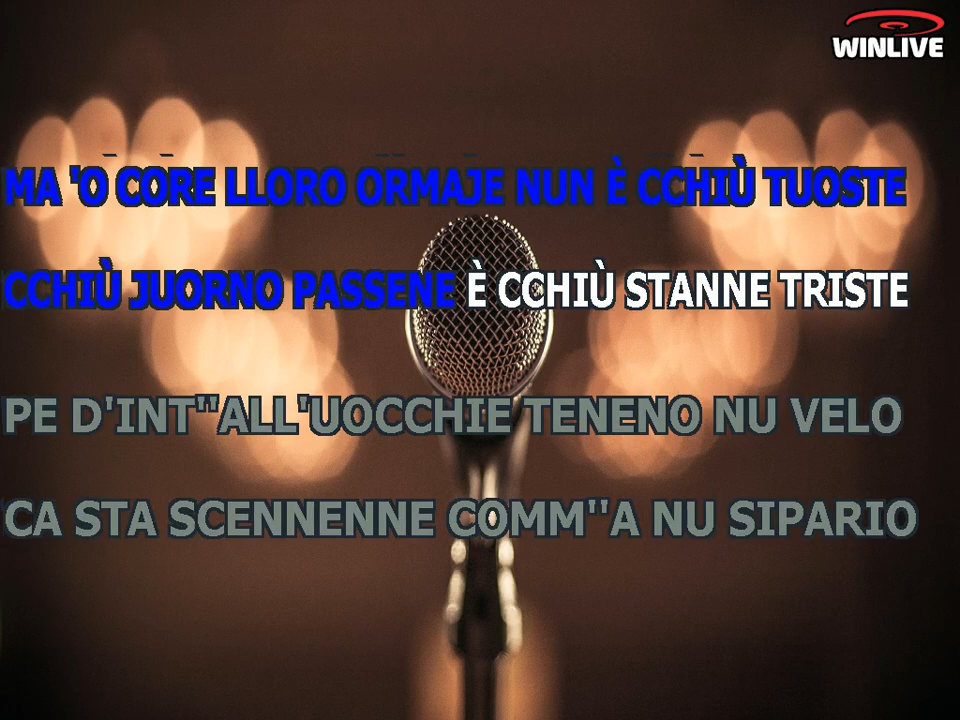 WINLIVE
MA 'O CORE LLORO ORMAJE NUN È CCHIÙ TUOSTE
CCHIÙ JUORNO PASSENE È CCHIÙ STANNE TRISTE
PE D'INT''ALL'UOCCHIE TENENO NU VELO
'CA STA SCENNENNE COMM''A NU SIPARIO